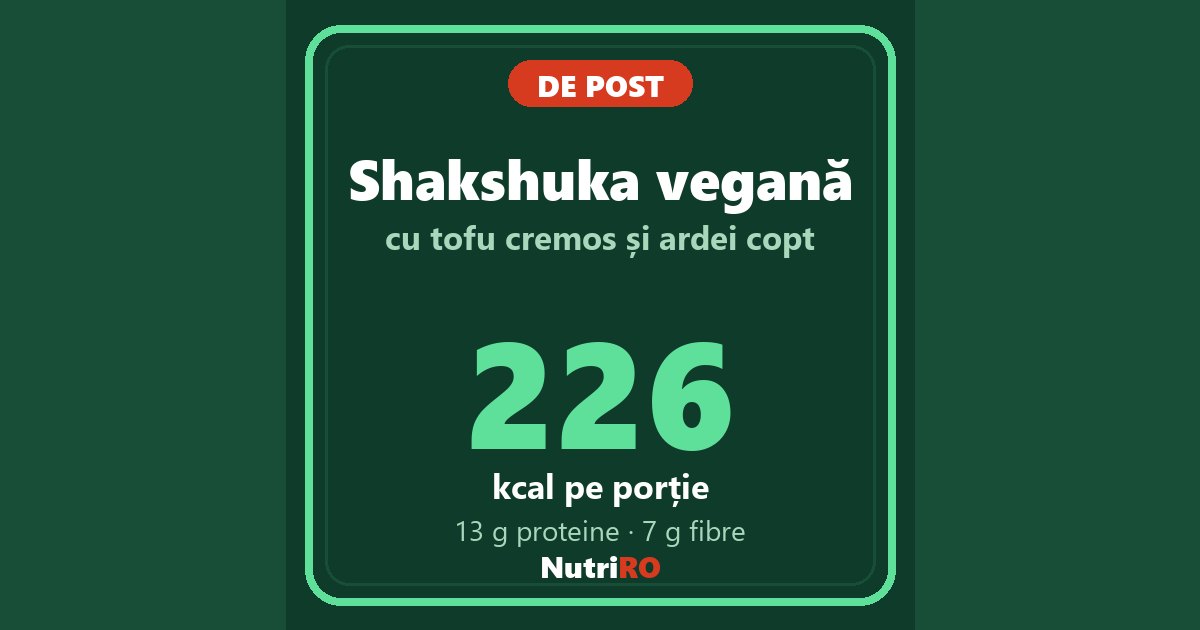 DE POST
Shakshuka vegană
cu tofu cremos și ardei copt
226
kcal pe porție
13 g proteine · 7 g fibre
NutriRO